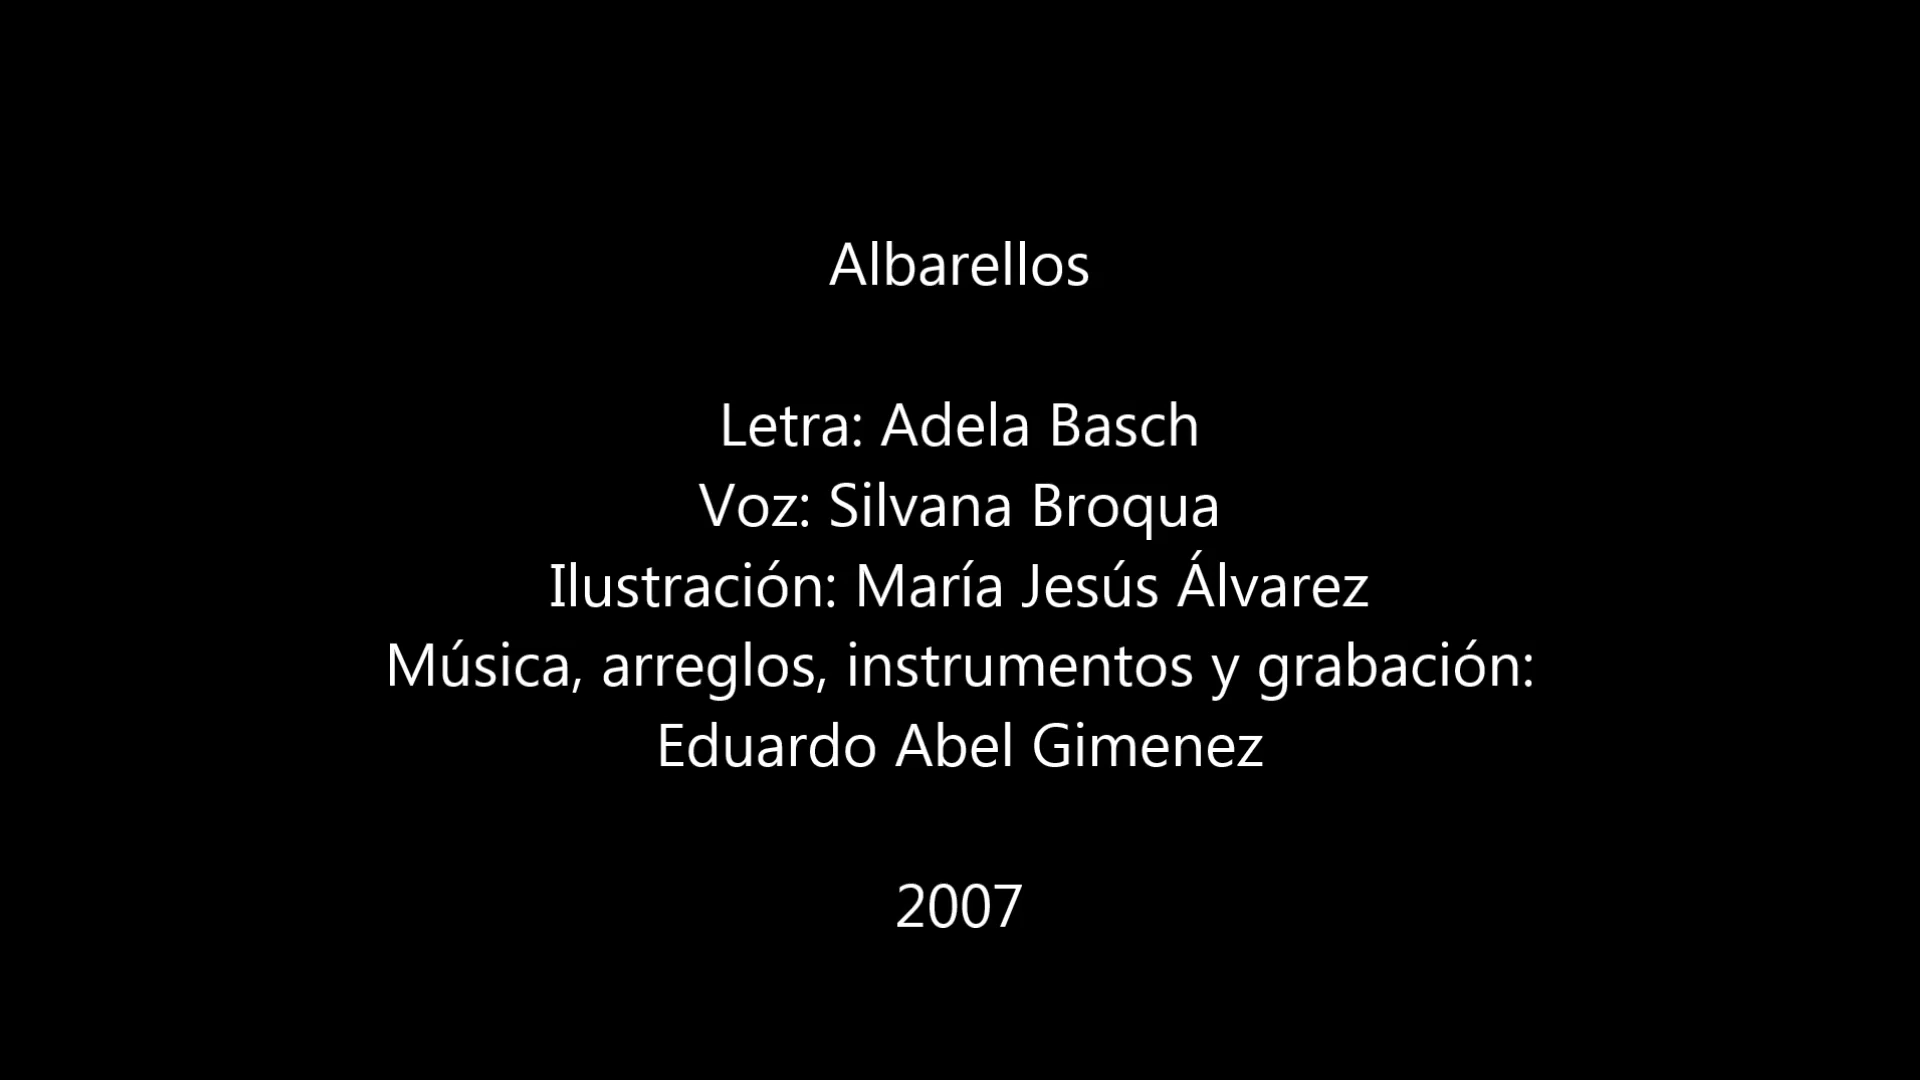 Albarellos
Letra: Adela Basch
Voz: Silvana Broqua
Ilustración: María Jesús Álvarez
Música, arreglos, instrumentos y grabación:
Eduardo Abel Gimenez
2007